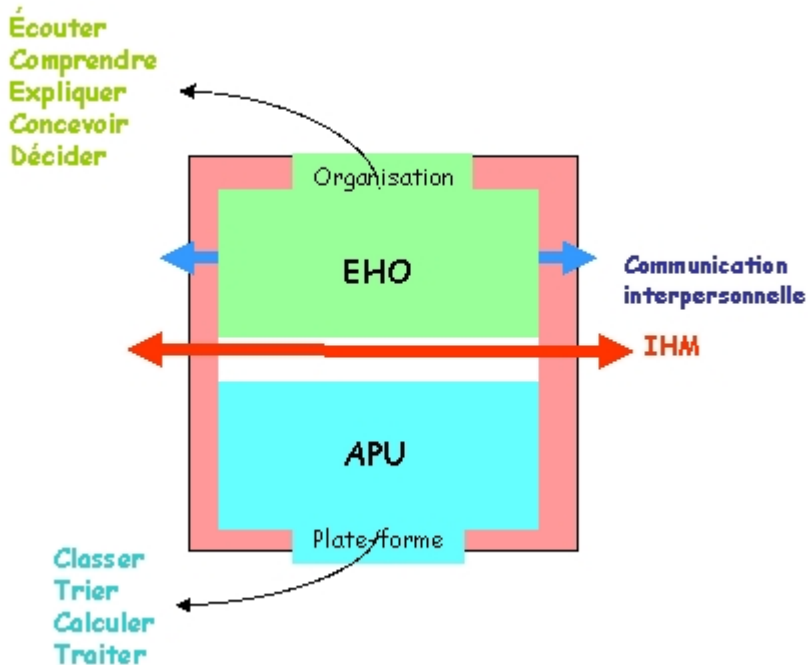 Écouter
Comprendre
Expliquer
Concevoir
Décider
Organisation
EHO
Communication
interpersonnelle
IHM
APU
Plate-forme
Classer
Trier
Calculer
Traiter